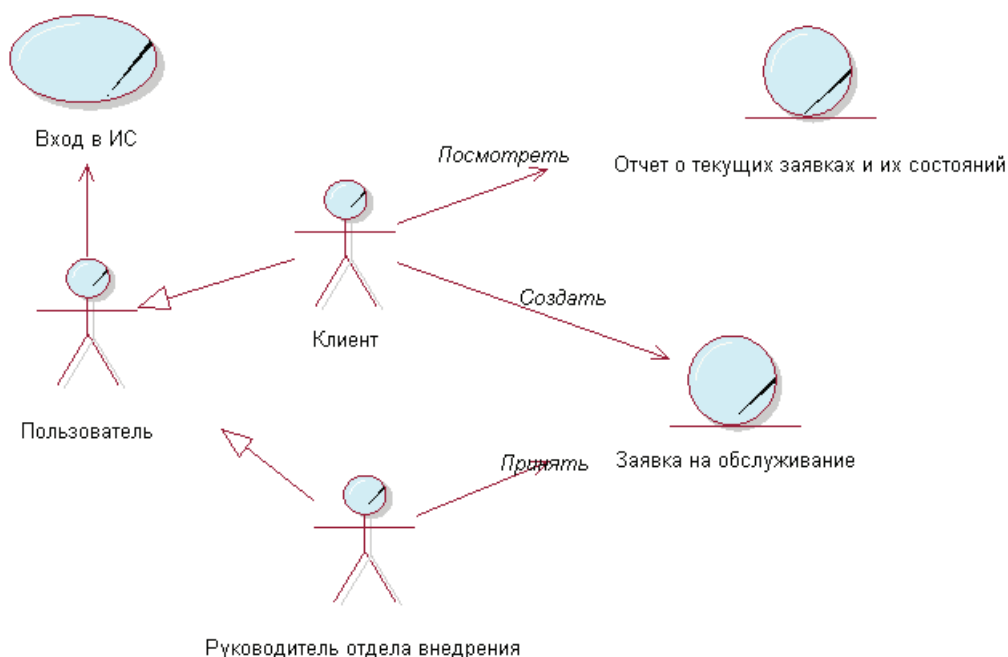 Вход в ИС
Посмотреть
Отчет о текущих заявках и их состояний
Клиент
Создать
Пользователь
Принять
Заявка на обслуживание
Руководитель отдела внедрения